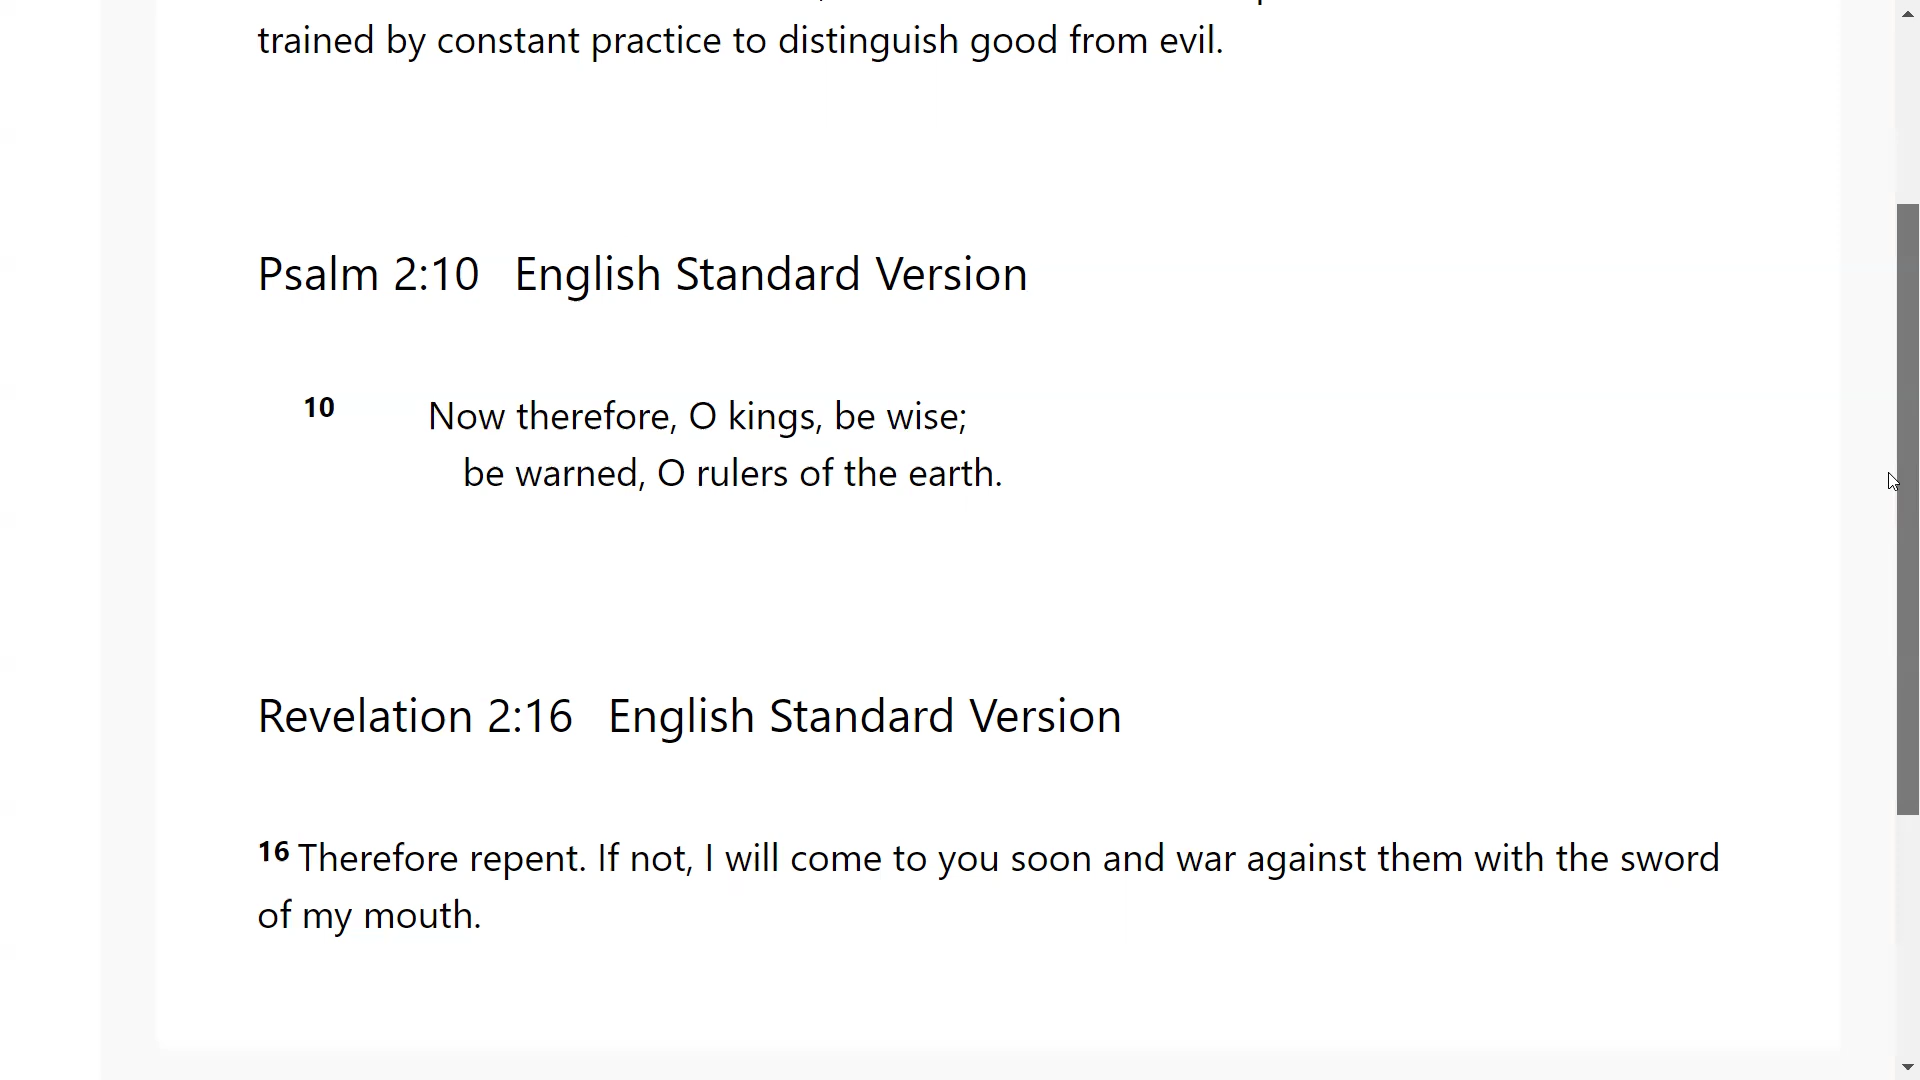 trained by constant practice to distinguish good from evil.
Psalm 2:10 English Standard Version
10 Now therefore, O kings, be wise;
be warned, O rulers of the earth.
Revelation 2:16 English Standard Version
16 Therefore repent. If not, I will come to you soon and war against them with the sword
of my mouth.